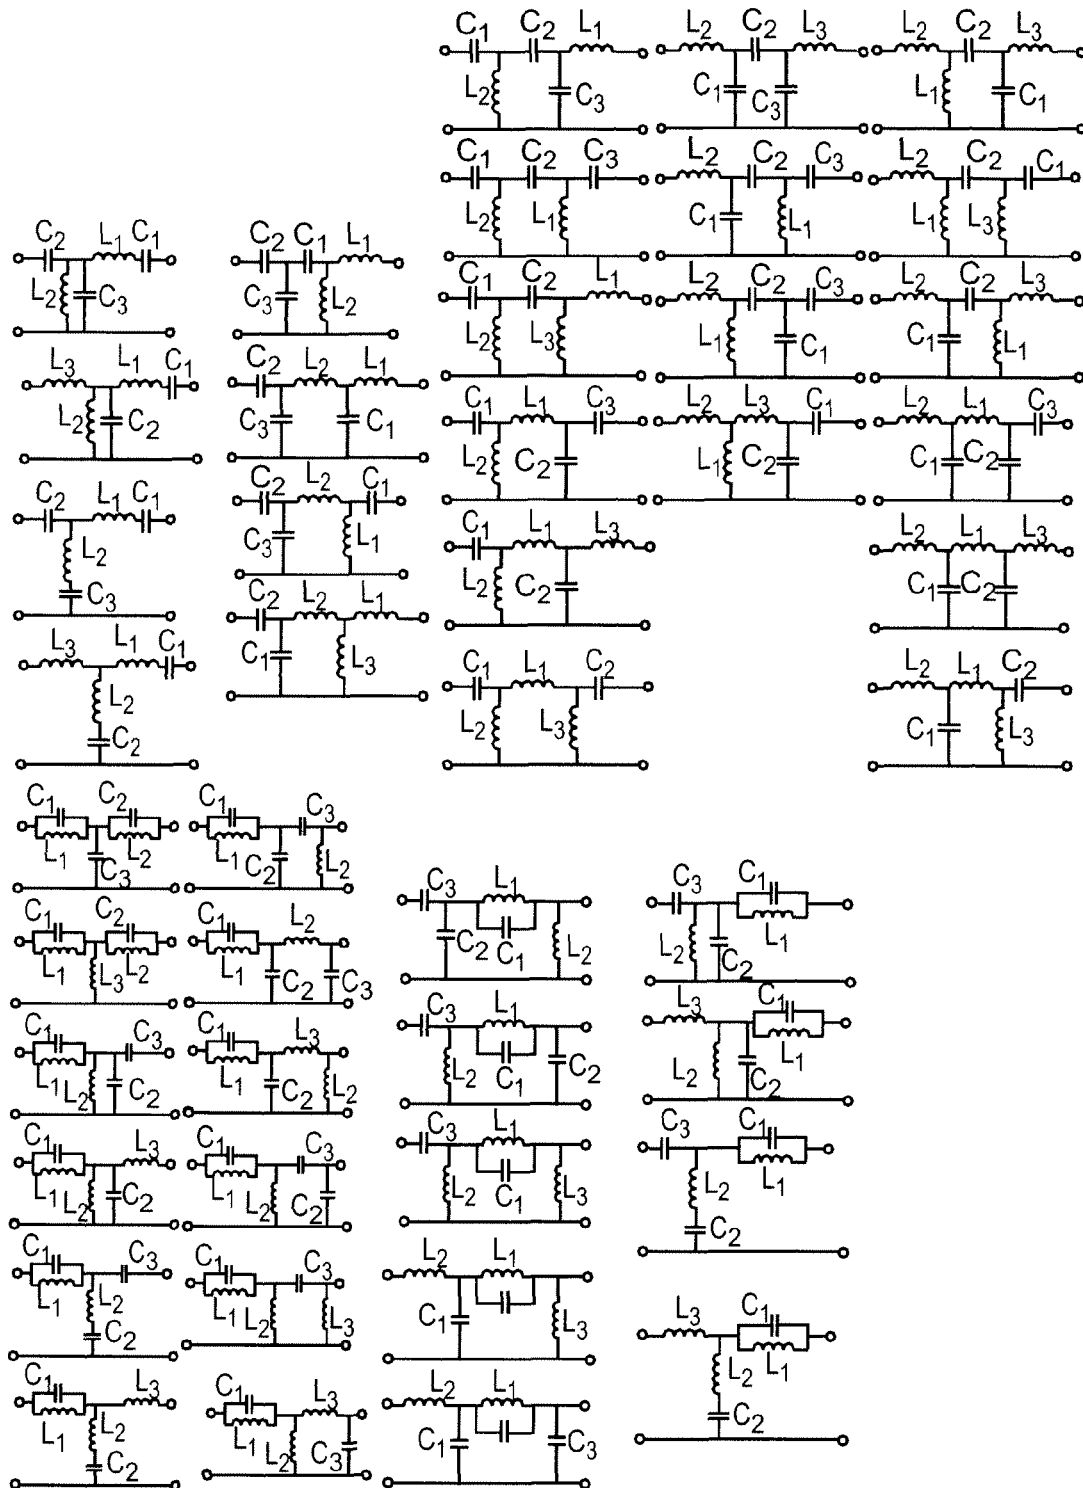 C1 C2 L1
L2 C3
L2 C2 L3
C1 C3
L2 C2 L3
L1 C1
C1 C2 C3
L2 L1
L2 C2 C3
C1 L1
L2 C2 C1
L1 L3
C2 L1 C1
L2 C3
C2 C1 L1
C3 L2
C1 C2 L1
L2 L3
L2 C2 C3
L1 C1
L2 C2 L3
C1 L1
L3 L1 C1
L2 C2
C2 L2 L1
C3 C1
C1 L1 C3
L2 C2
L2 L3 C1
L1 C2
L2 L1 C3
C1 C2
C2 L1 C1
L2
C3
C2 L2 C1
C3 L1
C1 L1 L3
L2 C2
L2 L1 L3
C1 C2
L3 L1 C1
L2
C2
C2 L2 L1
C1 L3
C1 L1 C2
L2 L3
L2 L1 C2
C1 L3
C1 C2
L1 C3 L2
C1 C3
L1 C2 L2
C3 L1
C2 C1 L2
C3 C1
L2 C2 L1
C1 C2
L1 L3 L2
C1 L2
L1 C2 C3
C3 L1
L2 C1 C2
L3 C1
L2 C2 L1
C1 C3
L1 L2 C2
C1 L3
L1 C2 L2
C3 L1
L2 C1 L3
C3 C1
L2 L1
C2
C1 L3
L1 L2 C2
C1 C3
L1 L2 C2
L2 L1
C1 L3
L3 C1
L2 L1
C2
C1 C3
L1 L2
C2
C1 C3
L1 L2 L3
L2 L1
C1 C3
C1 L3
L1 L2
C2
C1 L3
L1 L2 C3